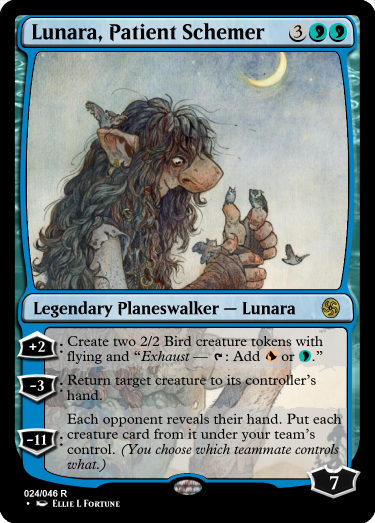 Lunara, Patient Schemer 3
Legendary Planeswalker — Lunara
+2: Create two 2/2 Bird creature tokens with
flying and “Exhaust — : Add or .”
−3: Return target creature to its controller’s
hand.
Each opponent reveals their hand. Put each
−11: creature card from it under your team’s
control. (You choose which teammate controls
what.)
7
024/046 R
• Ellie L Fortune